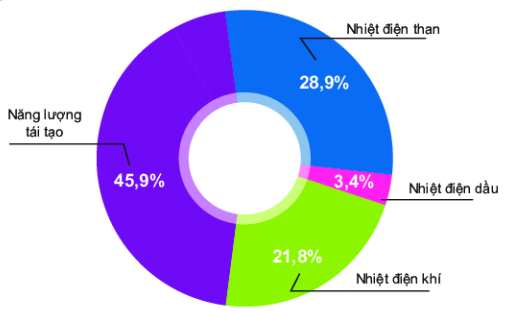 Nhiệt điện than
28,9%
Năng lượng
tái tạo
45,9%
3,4%
Nhiệt điện dầu
21,8%
Nhiệt điện khí